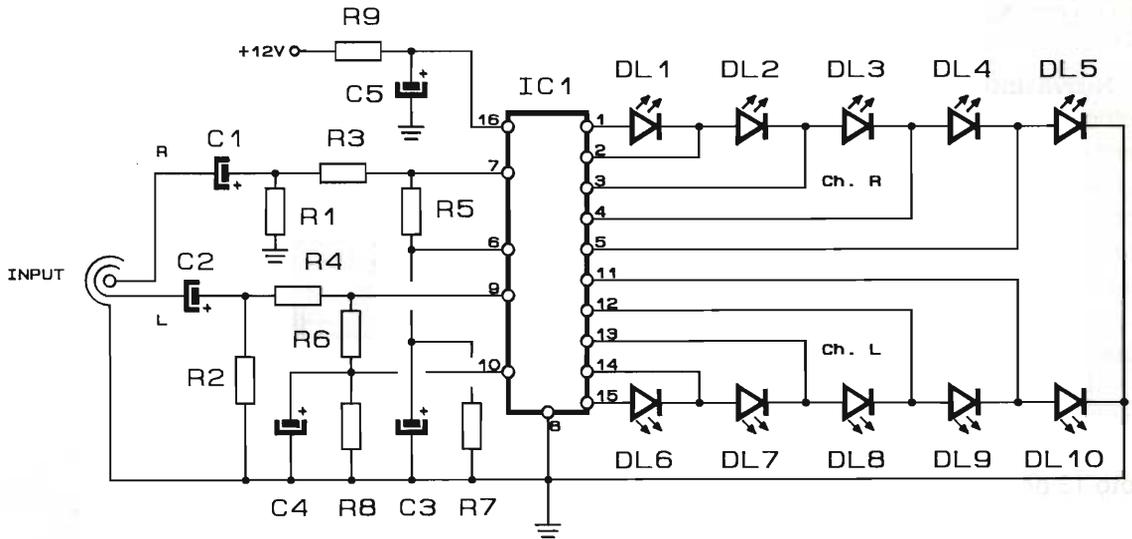 R9
+12V
C5
IC1
DL1 DL2 DL3 DL4 DL5
16
1
R
C1
R3
7
2
3
Ch. R
R1
R5
4
6
5
INPUT
C2
R4
11
9
12
L
R6
13
Ch. L
R2
10
14
15
8
DL6 DL7 DL8 DL9 DL10
C4 R8 C3 R7